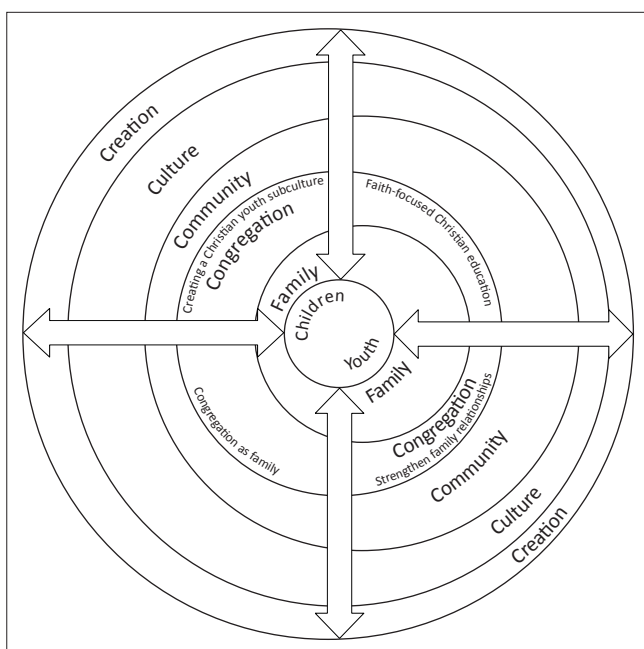 Creation
Culture
Community
Creating a Christian youth subculture
Congregation
Family
Children
Faith-focused Christian education
Youth
Family
Congregation
Strengthen family relationships
Community
Culture
Creation
Congregation as family